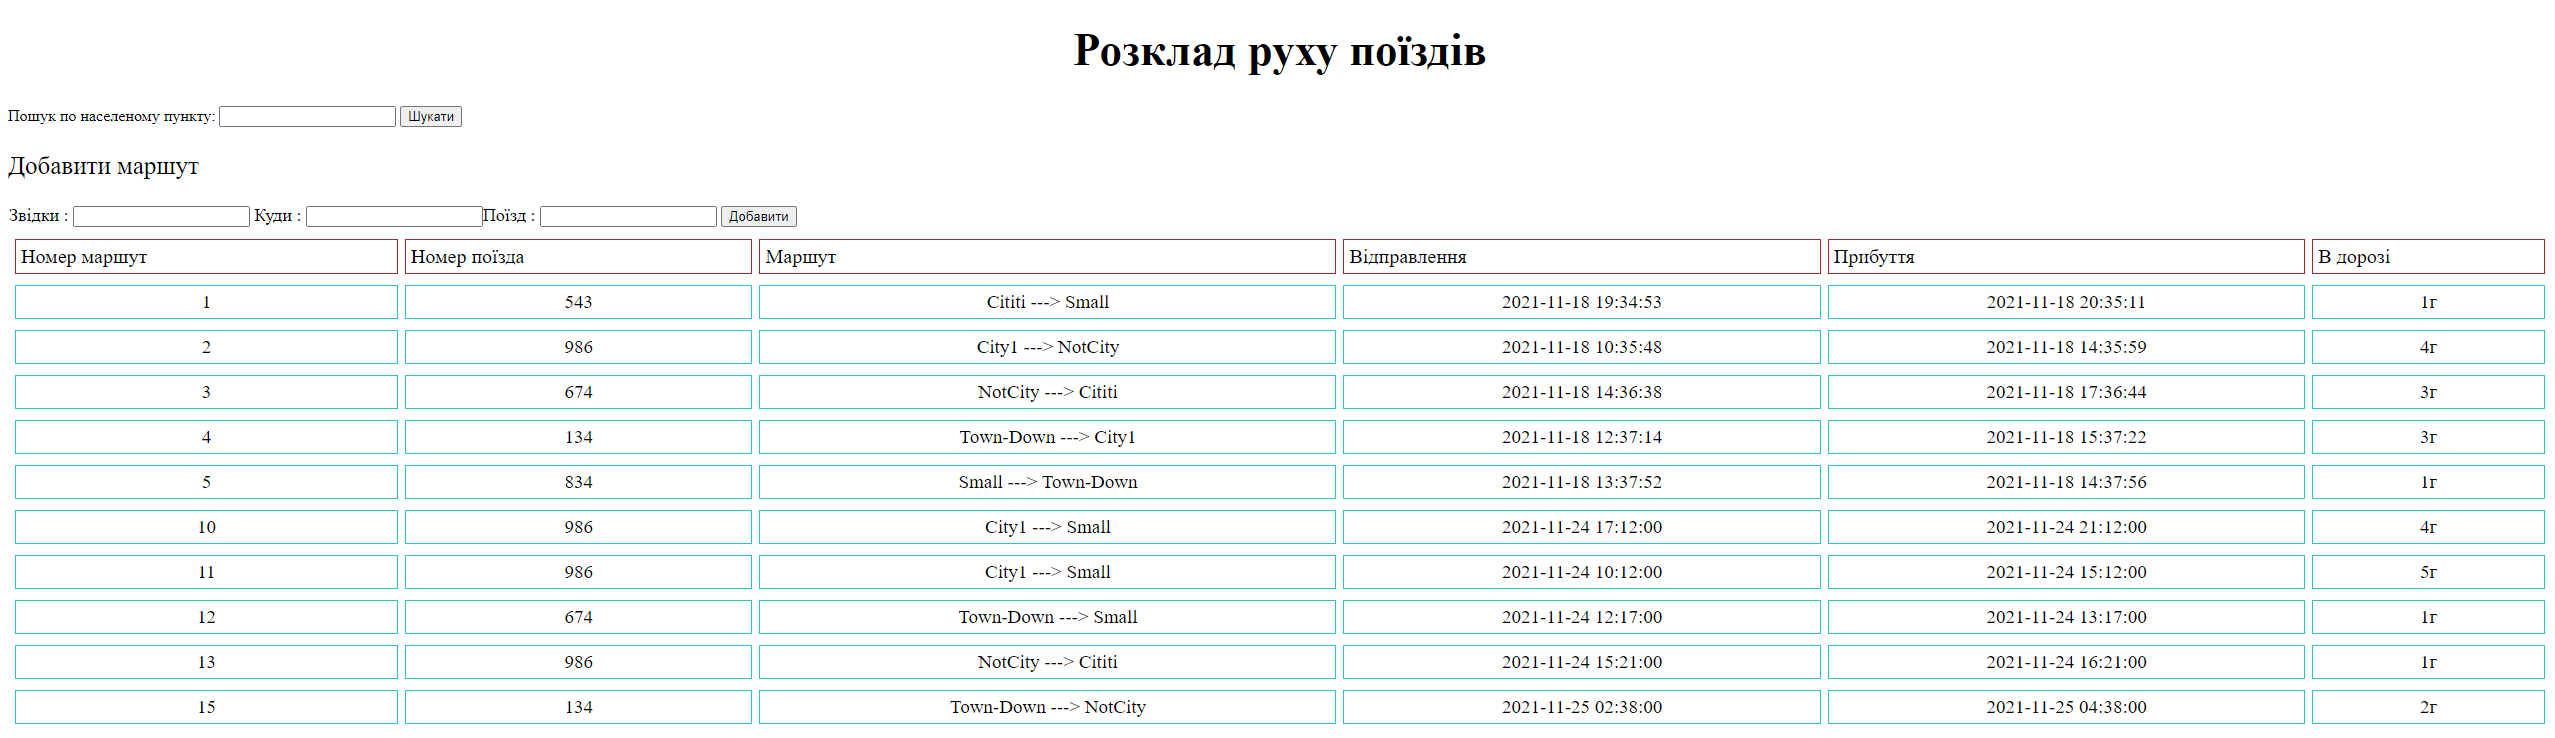 Розклад руху поїздів
Пошук по населеному пункту: Шукати
Добавити маршут
Звідки : Куди : Поїзд : Добавити
Номер маршут Номер поїзда Маршут Відправлення Прибуття В дорозі
1 543 Cititi ---> Small 2021-11-18 19:34:53 2021-11-18 20:35:11 1г
2 986 City1 ---> NotCity 2021-11-18 10:35:48 2021-11-18 14:35:59 4г
3 674 NotCity ---> Cititi 2021-11-18 14:36:38 2021-11-18 17:36:44 3г
4 134 Town-Down ---> City1 2021-11-18 12:37:14 2021-11-18 15:37:22 3г
5 834 Small ---> Town-Down 2021-11-18 13:37:52 2021-11-18 14:37:56 1г
10 986 City1 ---> Small 2021-11-24 17:12:00 2021-11-24 21:12:00 4г
11 986 City1 ---> Small 2021-11-24 10:12:00 2021-11-24 15:12:00 5г
12 674 Town-Down ---> Small 2021-11-24 12:17:00 2021-11-24 13:17:00 1г
13 986 NotCity ---> Cititi 2021-11-24 15:21:00 2021-11-24 16:21:00 1г
15 134 Town-Down ---> NotCity 2021-11-25 02:38:00 2021-11-25 04:38:00 2г